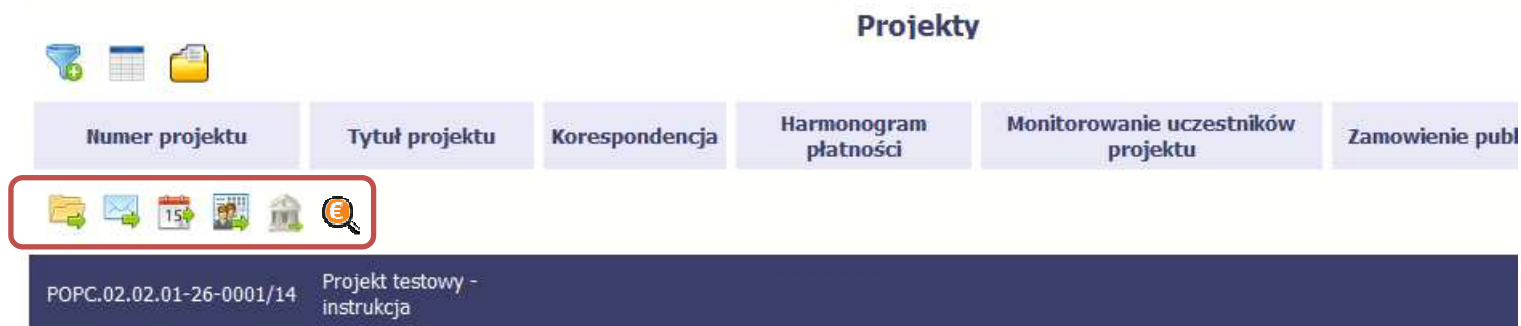 Projekty
Numer projektu
Tytuł projektu
Korespondencja
Harmonogram
płatności
Monitorowanie uczestników
projektu
Zamowienie publ
15
€
POPC.02.02.01-26-0001/14
Projekt testowy -
instrukcja